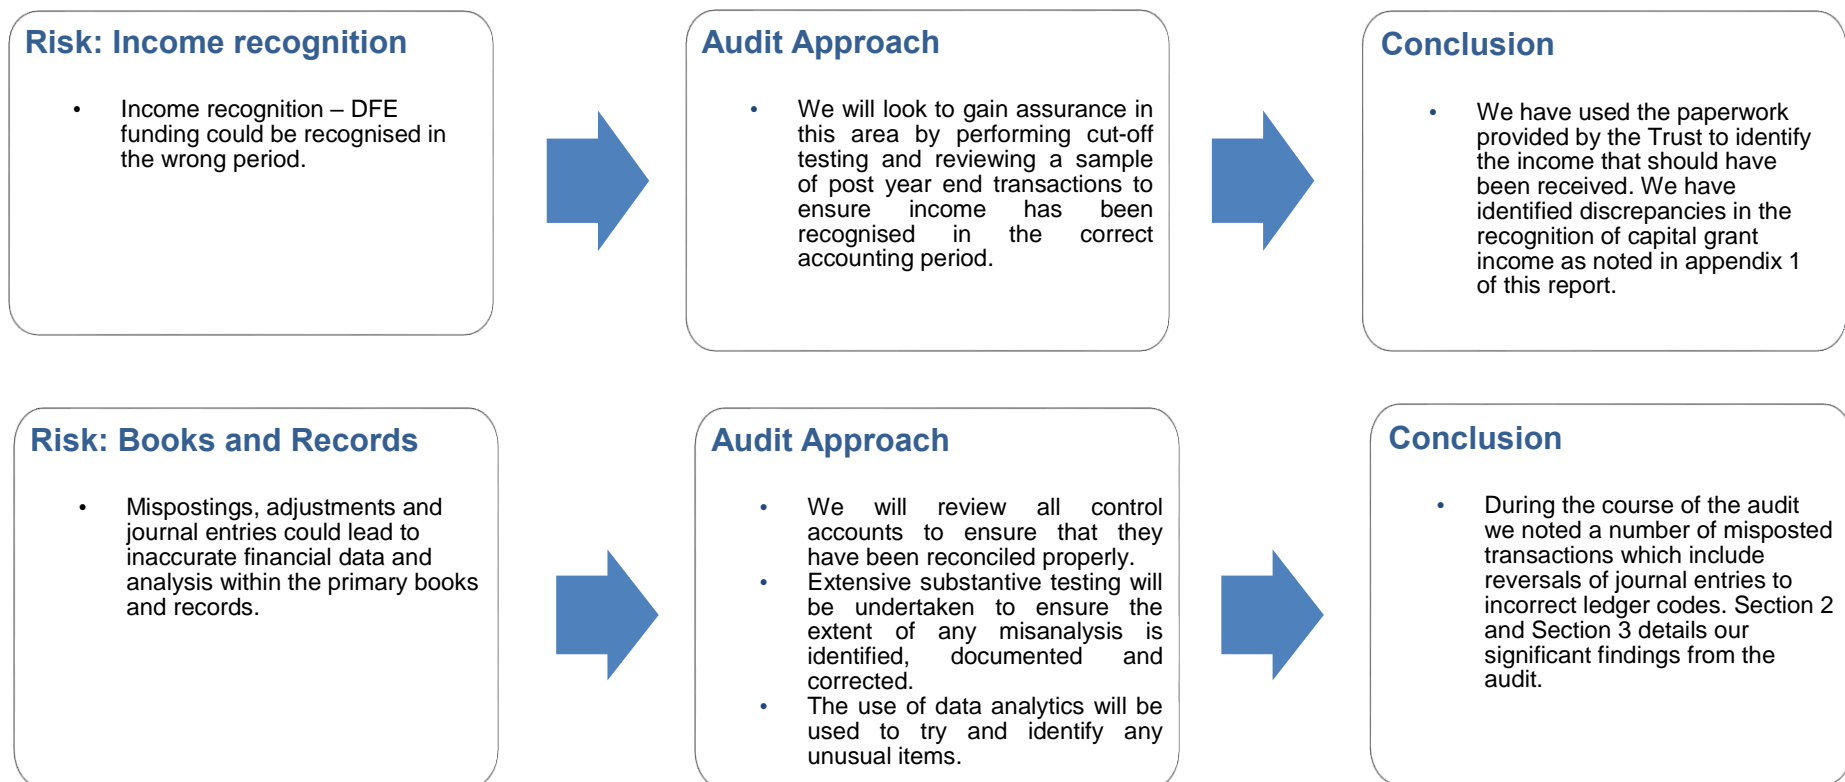 Risk: Income recognition
• Income recognition – DFE
funding could be recognised in
the wrong period.
Audit Approach
• We will look to gain assurance in
this area by performing cut-off
testing and reviewing a sample
of post year end transactions to
ensure income has been
recognised in the correct
accounting period.
Conclusion
• We have used the paperwork
provided by the Trust to identify
the income that should have
been received. We have
identified discrepancies in the
recognition of capital grant
income as noted in appendix 1
of this report.
Risk: Books and Records
• Mispostings, adjustments and
journal entries could lead to
inaccurate financial data and
analysis within the primary books
and records.
Audit Approach
• We will review all control
accounts to ensure that they
have been reconciled properly.
• Extensive substantive testing will
be undertaken to ensure the
extent of any misanalysis is
identified, documented and
corrected.
• The use of data analytics will be
used to try and identify any
unusual items.
Conclusion
• During the course of the audit
we noted a number of misposted
transactions which include
reversals of journal entries to
incorrect ledger codes. Section 2
and Section 3 details our
significant findings from the
audit.